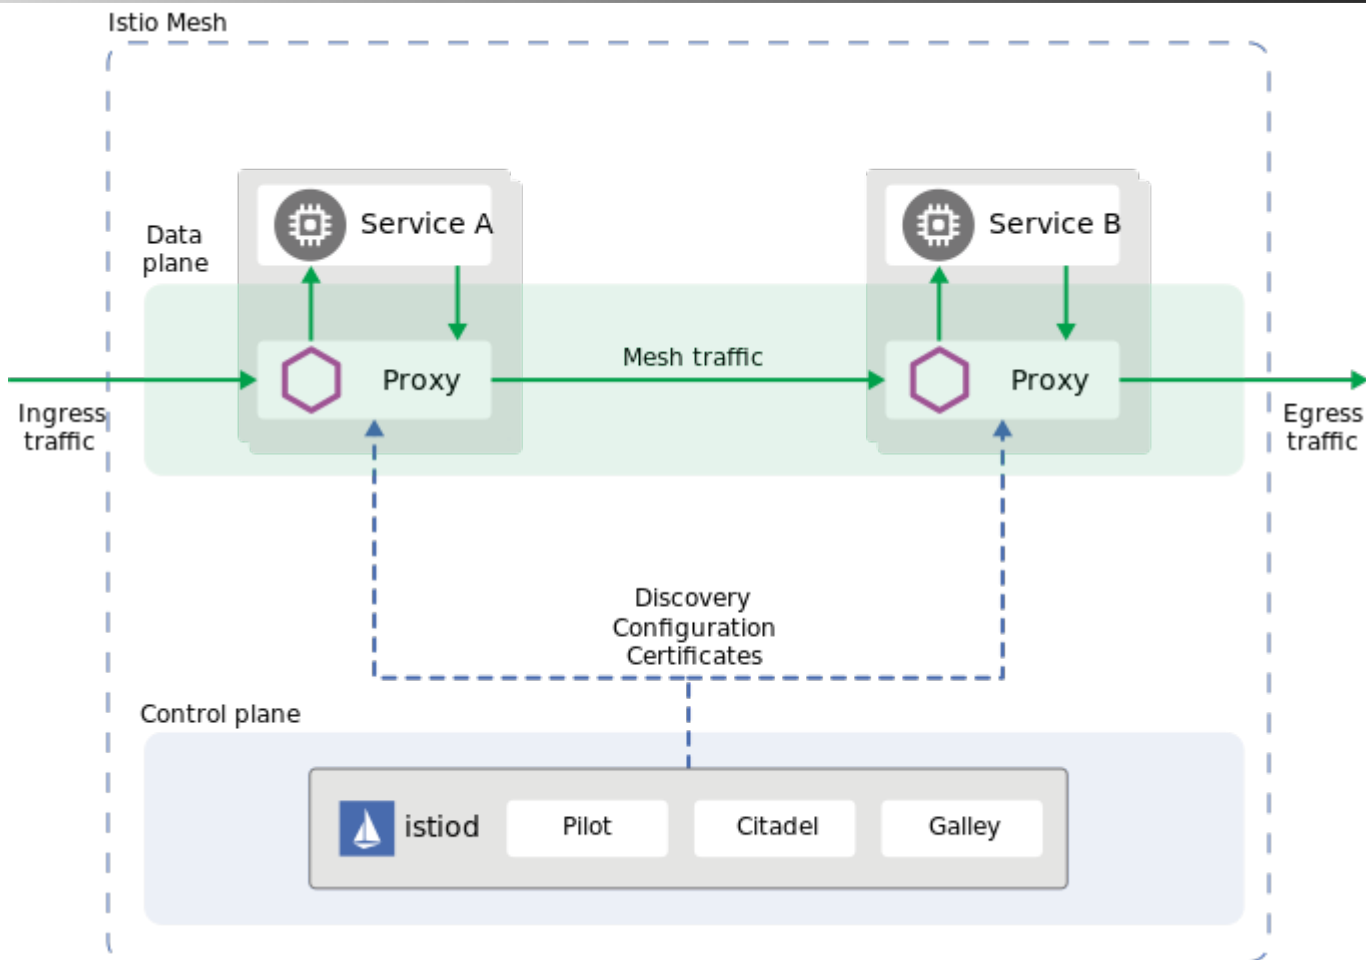 Istio Mesh
Data
plane
Service A
Service B
Proxy
Mesh traffic
Proxy
Ingress
traffic
Egress
traffic
Discovery
Configuration
Certificates
Control plane
istiod
Pilot
Citadel
Galley